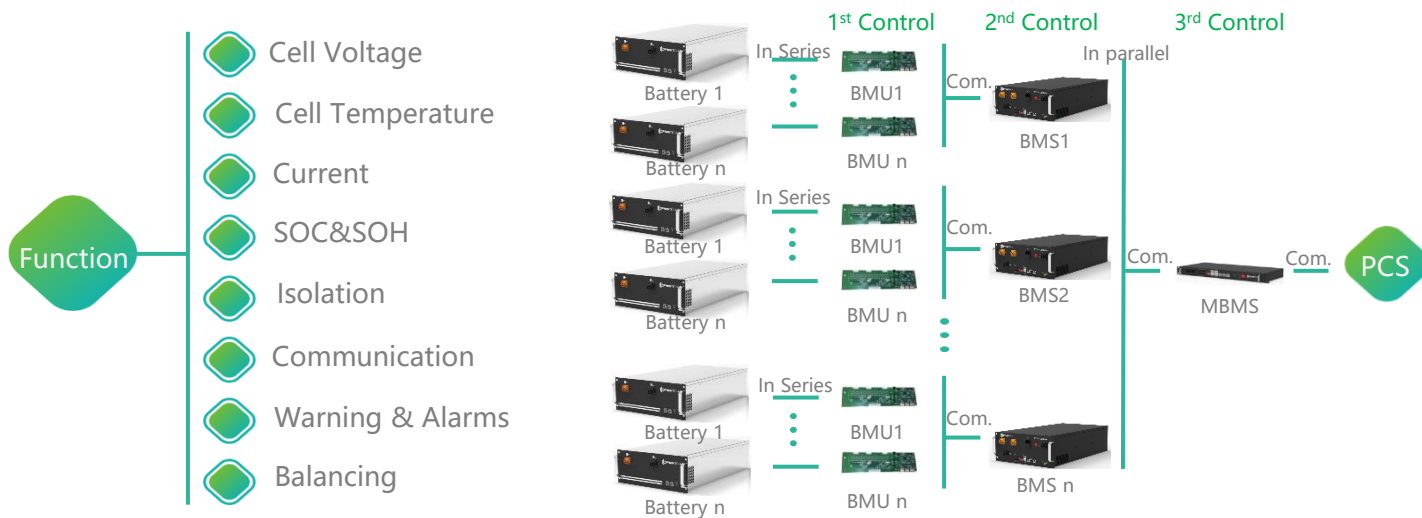 Function
Cell Voltage
Cell Temperature
Current
SOC&SOH
Isolation
Communication
Warning & Alarms
Balancing
1st Control
2nd Control
3rd Control
In Series
In parallel
Battery 1
BMU1
Com.
BMS1
Battery n
BMU n
In Series
Battery 1
BMU1
Com.
BMS2
Battery n
BMU n
Com.
MBMS
Com.
PCS
In Series
Battery 1
BMU1
Com.
BMS n
Battery n
BMU n